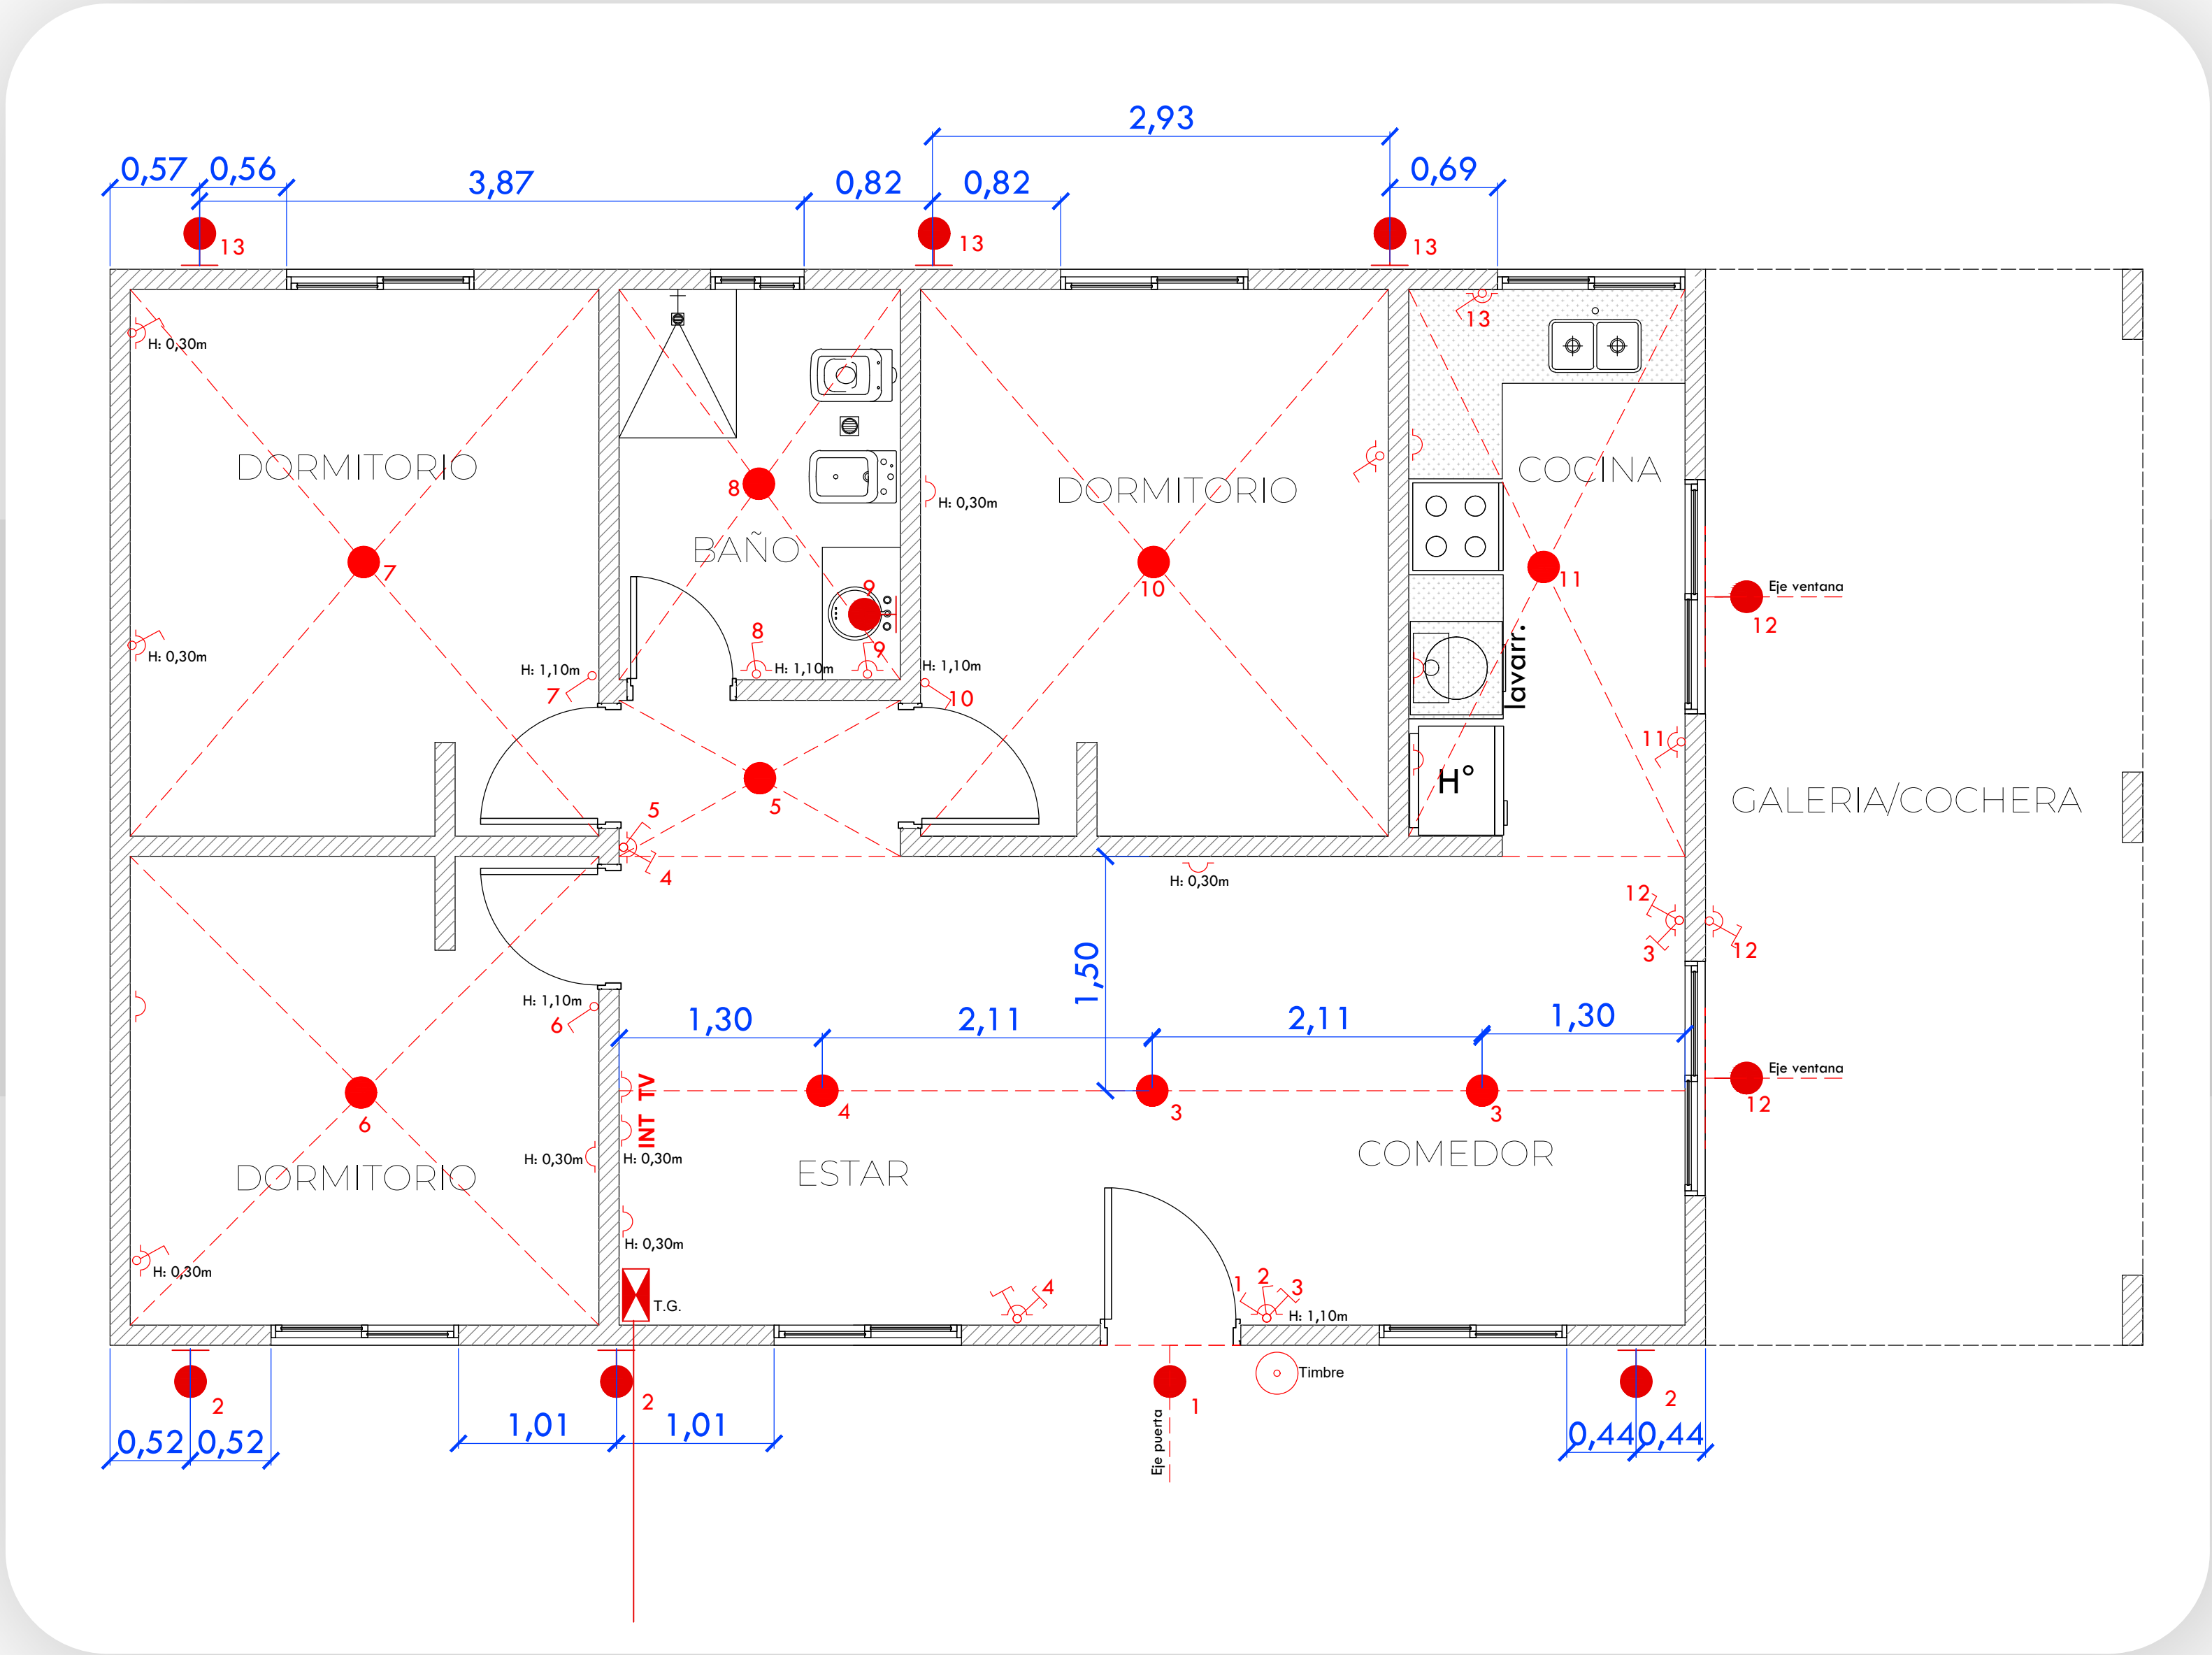 2,93
0,57 0,56 3,87 0,82 0,82 0,69
13 13 13
13
H: 0,30m
DORMITORIO
DORMITORIO
COCINA
8
H: 0,30m
BAÑO
7
10
11
9
Eje ventana
12
8
9
lavarr.
H: 0,30m
H: 1,10m
H: 1,10m
H: 1,10m
7
10
11
H°
GALERIA/COCHERA
5
5
4
H: 0,30m
12
3
12
1,50
H: 1,10m
6
1,30 2,11 2,11 1,30
TV
INT
4
3
3
Eje ventana
12
6
H: 0,30m
H: 0,30m
DORMITORIO
ESTAR
COMEDOR
H: 0,30m
H: 0,30m
T.G.
4
1 2 3
H: 1,10m
Timbre
2
2
1
2
Eje puerta
0,52 0,52
1,01 1,01
0,44 0,44